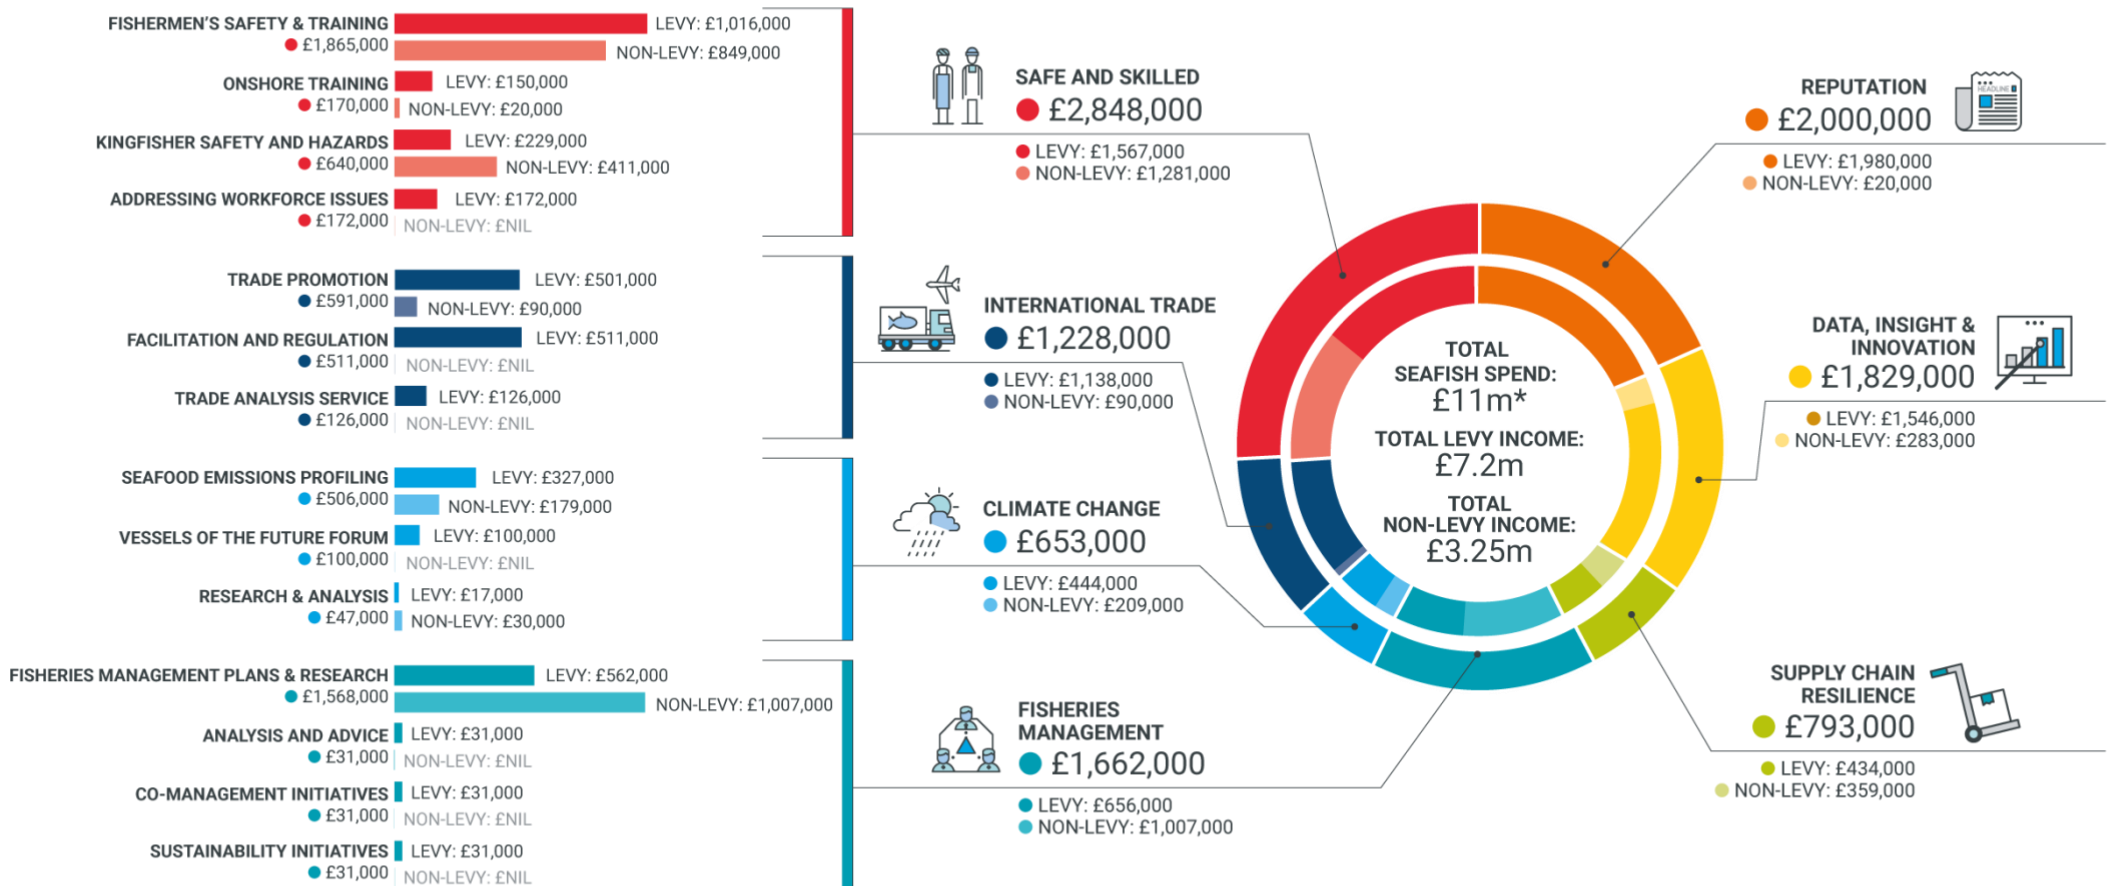 FISHERMEN'S SAFETY & TRAINING
£1,865,000
LEVY: £1,016,000
NON-LEVY: £849,000
ONSHORE TRAINING
£170,000
LEVY: £150,000
NON-LEVY: £20,000
KINGFISHER SAFETY AND HAZARDS
£640,000
LEVY: £229,000
NON-LEVY: £411,000
ADDRESSING WORKFORCE ISSUES
£172,000
LEVY: £172,000
NON-LEVY: £NIL
TRADE PROMOTION
£591,000
LEVY: £501,000
NON-LEVY: £90,000
FACILITATION AND REGULATION
£511,000
LEVY: £511,000
NON-LEVY: £NIL
TRADE ANALYSIS SERVICE
£126,000
LEVY: £126,000
NON-LEVY: £NIL
SEAFOOD EMISSIONS PROFILING
£506,000
LEVY: £327,000
NON-LEVY: £179,000
VESSELS OF THE FUTURE FORUM
£100,000
LEVY: £100,000
NON-LEVY: £NIL
RESEARCH & ANALYSIS
£47,000
LEVY: £17,000
NON-LEVY: £30,000
FISHERIES MANAGEMENT PLANS & RESEARCH
£1,568,000
LEVY: £562,000
NON-LEVY: £1,007,000
ANALYSIS AND ADVICE
£31,000
LEVY: £31,000
NON-LEVY: £NIL
CO-MANAGEMENT INITIATIVES
£31,000
LEVY: £31,000
NON-LEVY: £NIL
SUSTAINABILITY INITIATIVES
£31,000
LEVY: £31,000
NON-LEVY: £NIL
SAFE AND SKILLED
£2,848,000
LEVY: £1,567,000
NON-LEVY: £1,281,000
INTERNATIONAL TRADE
£1,228,000
LEVY: £1,138,000
NON-LEVY: £90,000
CLIMATE CHANGE
£653,000
LEVY: £444,000
NON-LEVY: £209,000
FISHERIES
MANAGEMENT
£1,662,000
LEVY: £656,000
NON-LEVY: £1,007,000
TOTAL
SEAFISH SPEND:
£11m*
TOTAL LEVY INCOME:
£7.2m
TOTAL
NON-LEVY INCOME:
£3.25m
REPUTATION
£2,000,000
HEADLINE
LEVY: £1,980,000
NON-LEVY: £20,000
DATA, INSIGHT &
INNOVATION
£1,829,000
LEVY: £1,546,000
NON-LEVY: £283,000
SUPPLY CHAIN
RESILIENCE
£793,000
LEVY: £434,000
NON-LEVY: £359,000